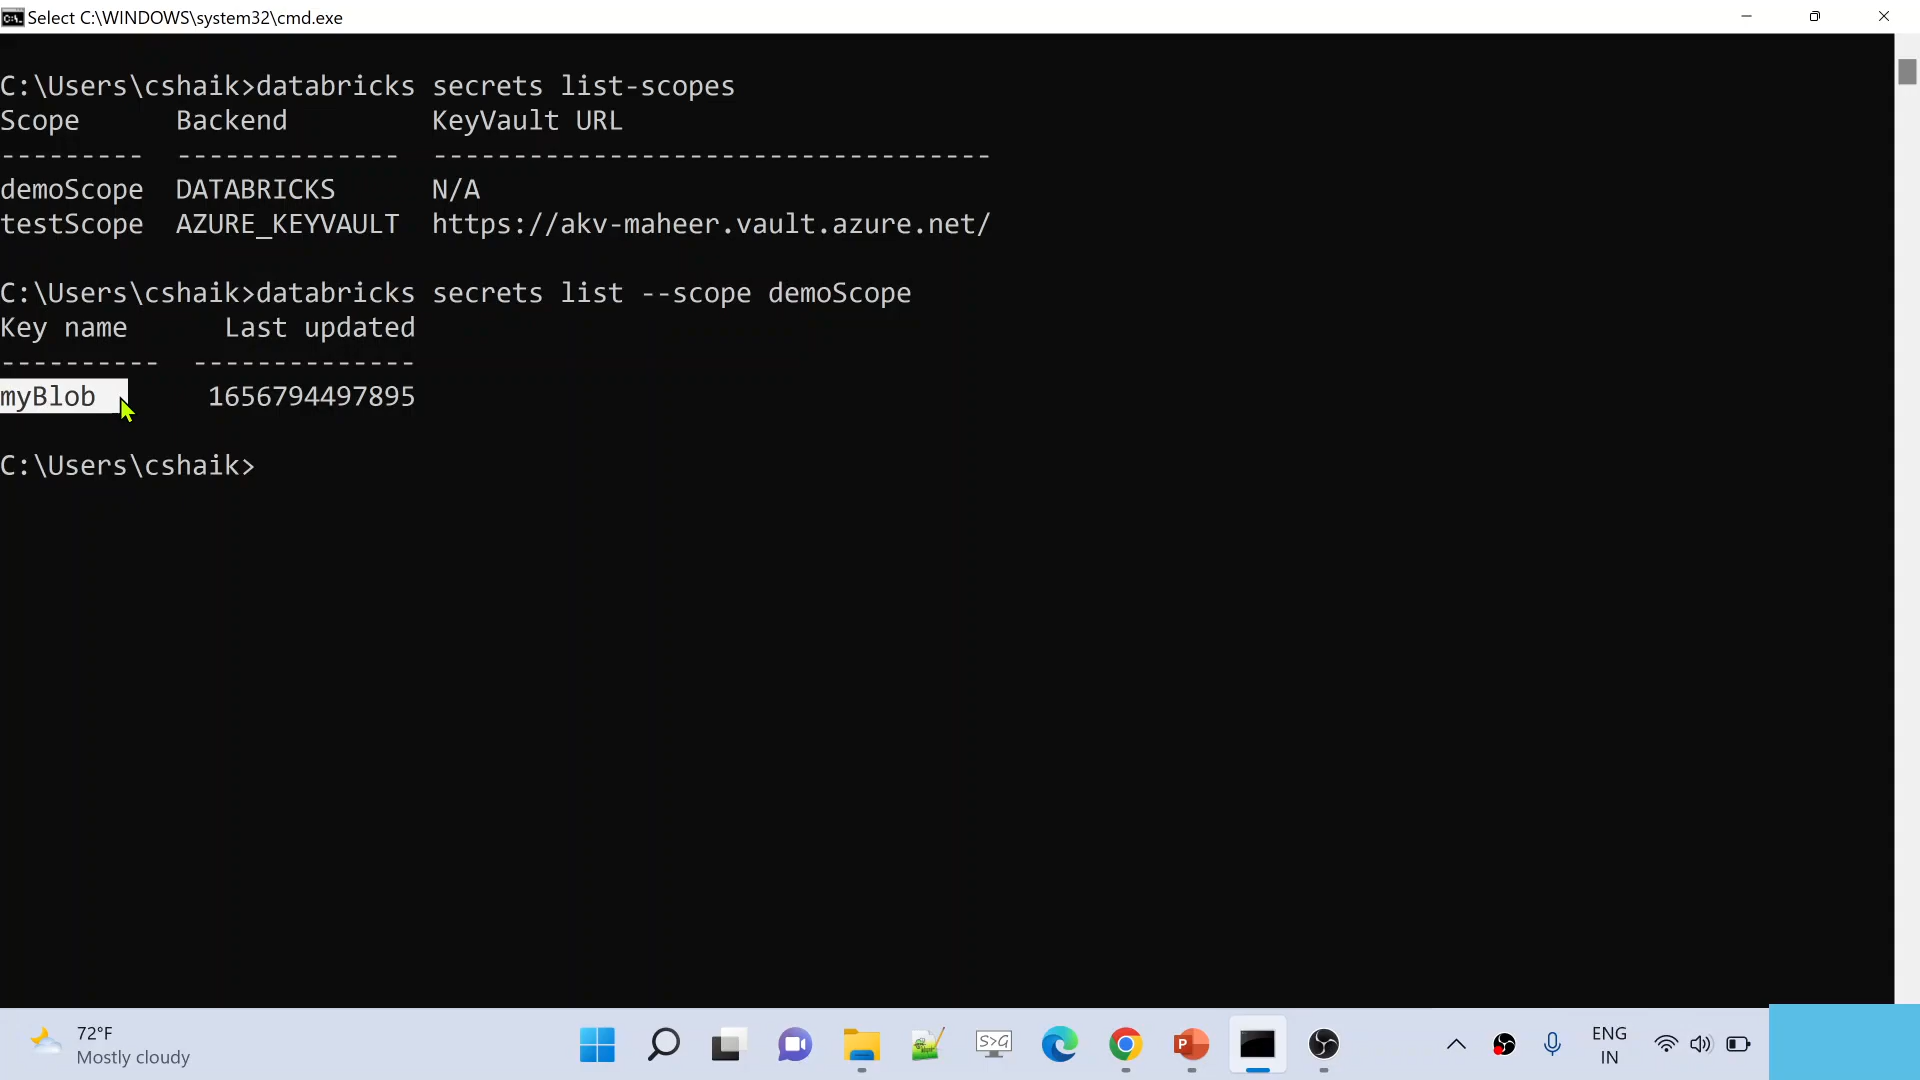 Select C:\WINDOWS\system32\cmd.exe
C:\Users\cshaik>databricks secrets list-scopes
Scope      Backend         KeyVault URL
---------  --------------  -----------------------------------
demoScope  DATABRICKS      N/A
testScope  AZURE_KEYVAULT  https://akv-maheer.vault.azure.net/
C:\Users\cshaik>databricks secrets list --scope demoScope
Key name      Last updated
----------  --------------
myBlob       1656794497895
C:\Users\cshaik>
72°F
Mostly cloudy
S>G
P
ENG
IN